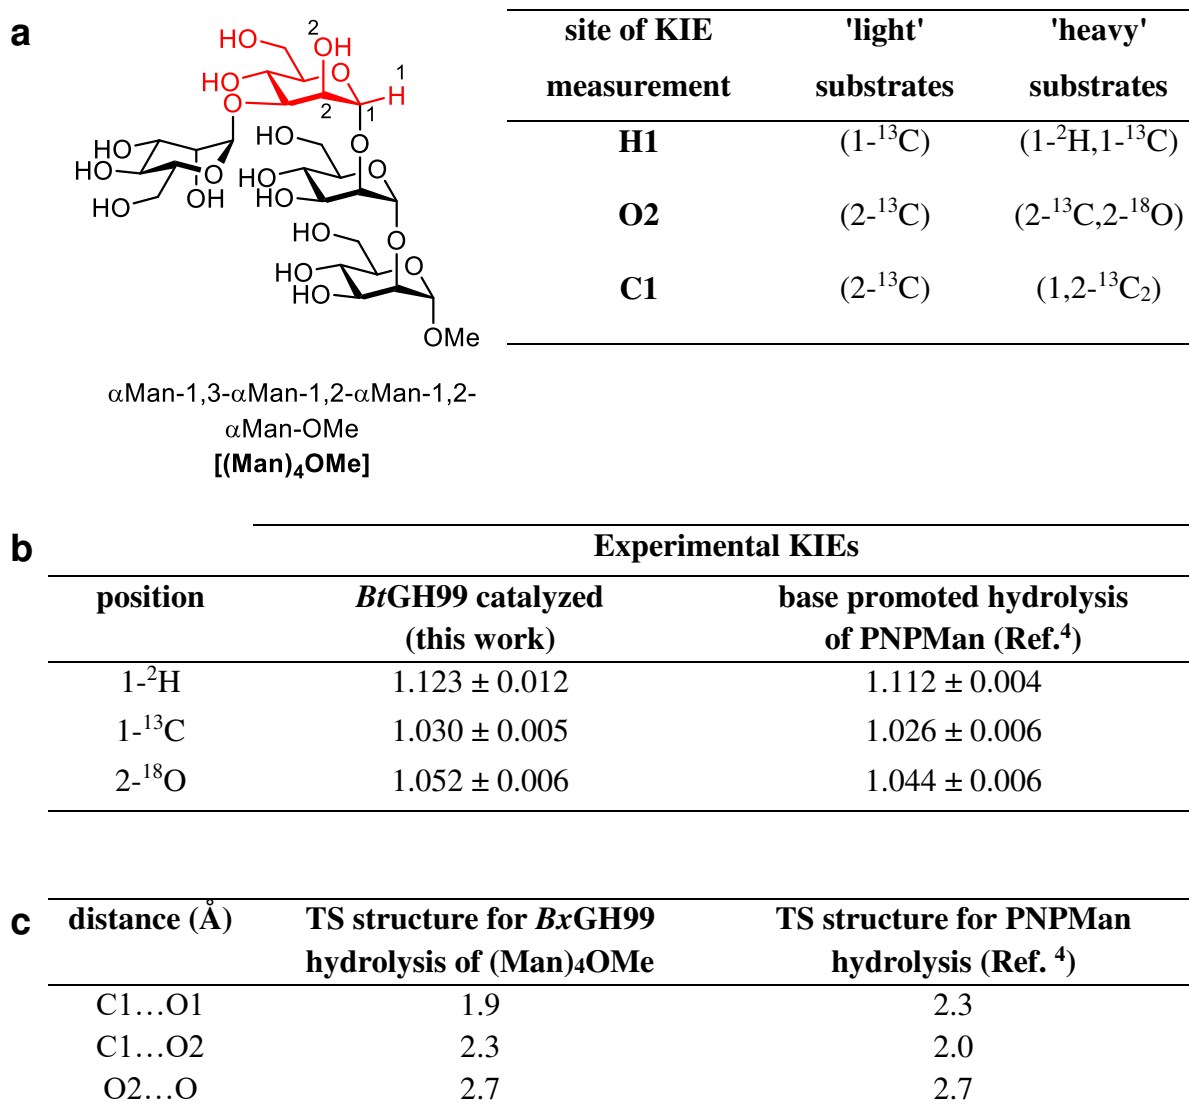 a
site of KIE measurement 'light' substrates 'heavy' substrates
H1 (1-¹³C) (1-²H,1-¹³C)
O2 (2-¹³C) (2-¹³C,2-¹⁸O)
C1 (2-¹³C) (1,2-¹³C₂)
2
HO OH
HO O 1
O H
2 1
HO O
HO HO O
HO O HO
HO OH HO
HO O
HO O
HO
HO
OMe
αMan-1,3-αMan-1,2-αMan-1,2-
αMan-OMe
[(Man)₄OMe]
b
Experimental KIEs
position BtGH99 catalyzed (this work) base promoted hydrolysis of PNPMan (Ref.⁴)
1-²H 1.123 ± 0.012 1.112 ± 0.004
1-¹³C 1.030 ± 0.005 1.026 ± 0.006
2-¹⁸O 1.052 ± 0.006 1.044 ± 0.006
c
distance (Å) TS structure for BxGH99 hydrolysis of (Man)₄OMe TS structure for PNPMan hydrolysis (Ref. ⁴)
C1…O1 1.9 2.3
C1…O2 2.3 2.0
O2…O 2.7 2.7